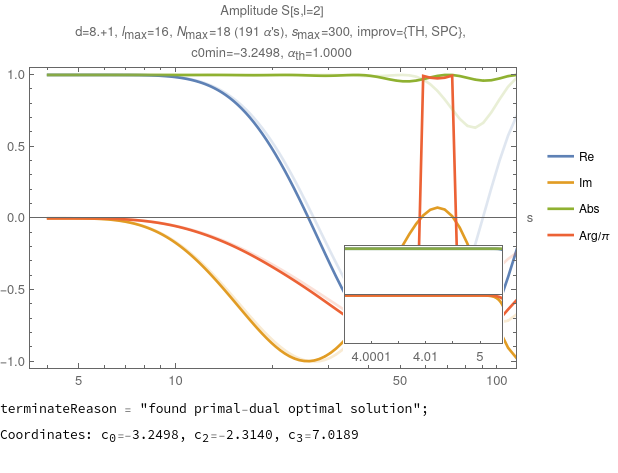 Amplitude S[s,l=2]
d=8.+1, lmax=16, Nmax=18 (191 α's), smax=300, improv={TH, SPC},
c0min=−3.2498, αth=1.0000
1.0
0.5
0.0
−0.5
−1.0
s
Re
Im
Abs
Arg/π
4.0001 4.01 5
5 10 50 100
terminateReason = "found primal-dual optimal solution";
Coordinates: c0=-3.2498, c2=-2.3140, c3=7.0189